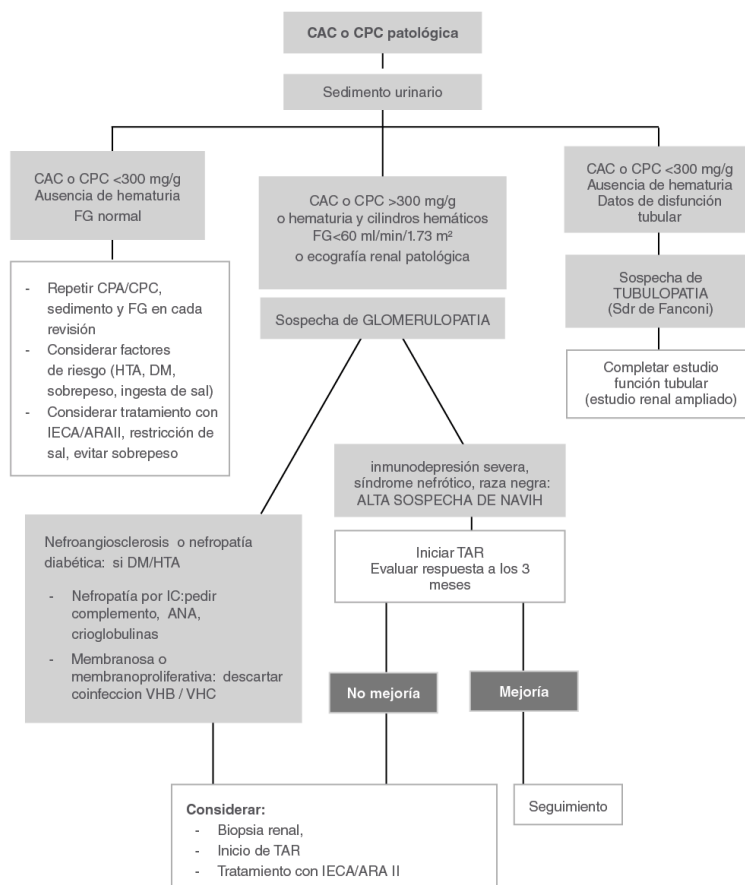 CAC o CPC patológica
Sedimento urinario
CAC o CPC <300 mg/g
Ausencia de hematuria
FG normal
CAC o CPC >300 mg/g
o hematuria y cilindros hemáticos
FG<60 ml/min/1.73 m²
o ecografía renal patológica
CAC o CPC <300 mg/g
Ausencia de hematuria
Datos de disfunción
tubular
- Repetir CPA/CPC,
sedimento y FG en cada
revisión
- Considerar factores
de riesgo (HTA, DM,
sobrepeso, ingesta de sal)
- Considerar tratamiento con
IECA/ARAII, restricción de
sal, evitar sobrepeso
Sospecha de GLOMERULOPATIA
Sospecha de
TUBULOPATIA
(Sdr de Fanconi)
Completar estudio
función tubular
(estudio renal ampliado)
inmunodepresión severa,
síndrome nefrótico, raza negra:
ALTA SOSPECHA DE NAVIH
Nefroangiosclerosis o nefropatía
diabética: si DM/HTA
- Nefropatía por IC:pedir
complemento, ANA,
crioglobulinas
- Membranosa o
membranoproliferativa: descartar
coinfeccion VHB / VHC
Iniciar TAR
Evaluar respuesta a los 3
meses
No mejoría
Mejoría
Considerar:
- Biopsia renal,
- Inicio de TAR
- Tratamiento con IECA/ARA II
Seguimiento